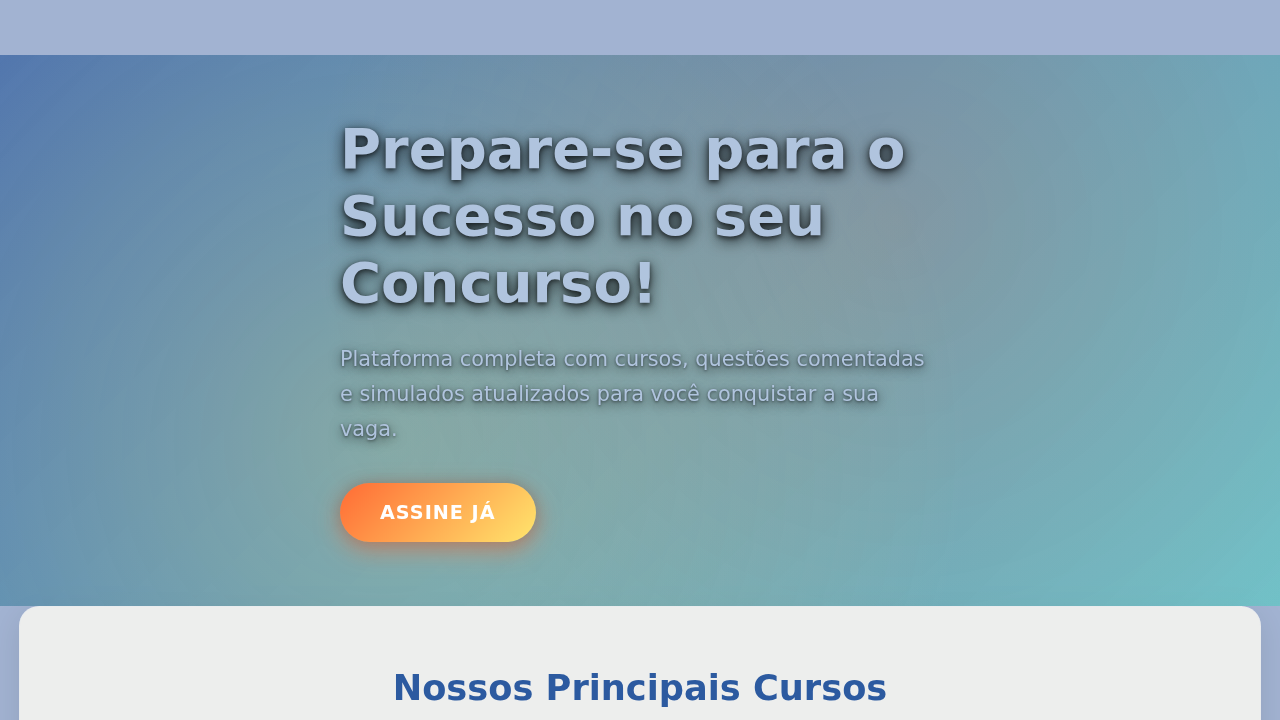 Prepare-se para o
Sucesso no seu
Concurso!
Plataforma completa com cursos, questões comentadas
e simulados atualizados para você conquistar a sua
vaga.
ASSINE JÁ
Nossos Principais Cursos